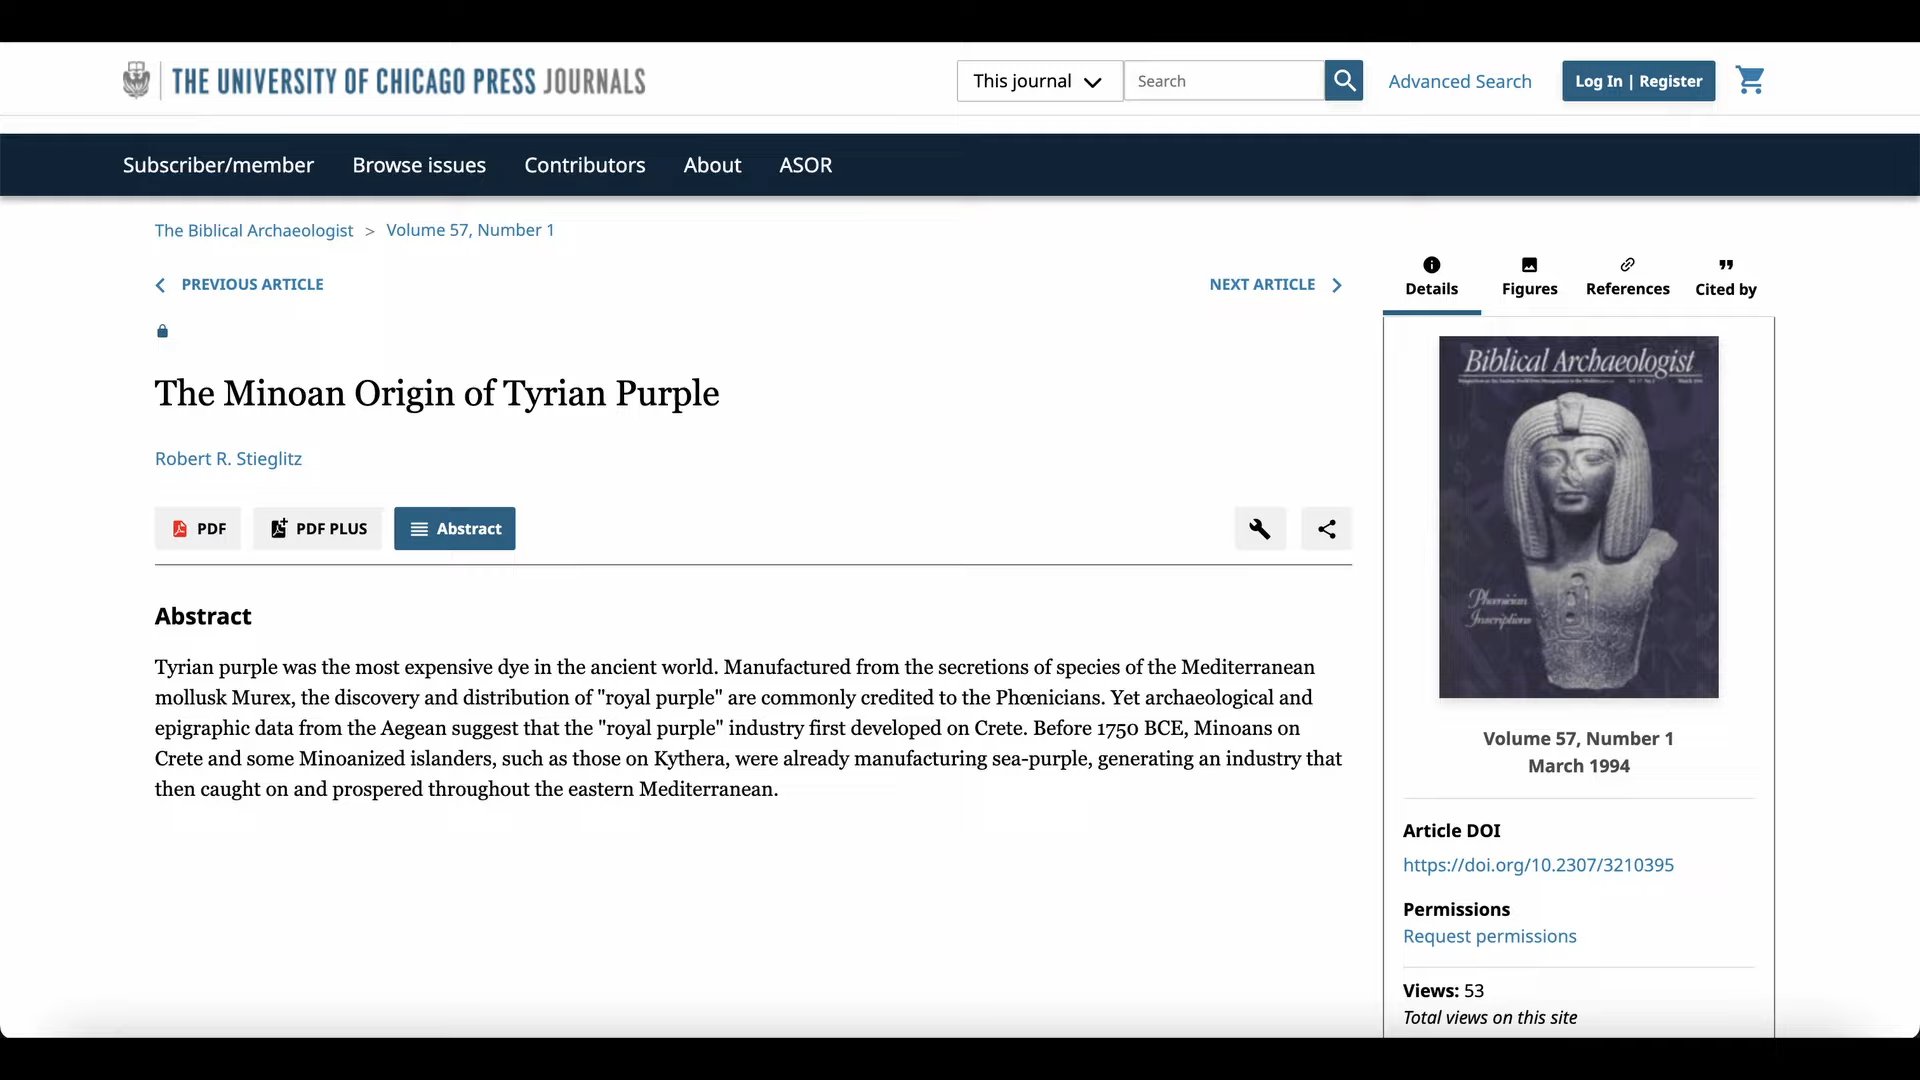 THE UNIVERSITY OF CHICAGO PRESS JOURNALS
This journal
Search
Advanced Search
Log In | Register
Subscriber/member
Browse issues
Contributors
About
ASOR
The Biblical Archaeologist > Volume 57, Number 1
PREVIOUS ARTICLE
NEXT ARTICLE
The Minoan Origin of Tyrian Purple
Robert R. Stieglitz
PDF
PDF PLUS
Abstract
Abstract
Tyrian purple was the most expensive dye in the ancient world. Manufactured from the secretions of species of the Mediterranean
mollusk Murex, the discovery and distribution of "royal purple" are commonly credited to the Phœnicians. Yet archaeological and
epigraphic data from the Aegean suggest that the "royal purple" industry first developed on Crete. Before 1750 BCE, Minoans on
Crete and some Minoanized islanders, such as those on Kythera, were already manufacturing sea-purple, generating an industry that
then caught on and prospered throughout the eastern Mediterranean.
Details
Figures
References
Cited by
Biblical Archaeologist
Phoenician
Inscriptions
Volume 57, Number 1
March 1994
Article DOI
https://doi.org/10.2307/3210395
Permissions
Request permissions
Views: 53
Total views on this site